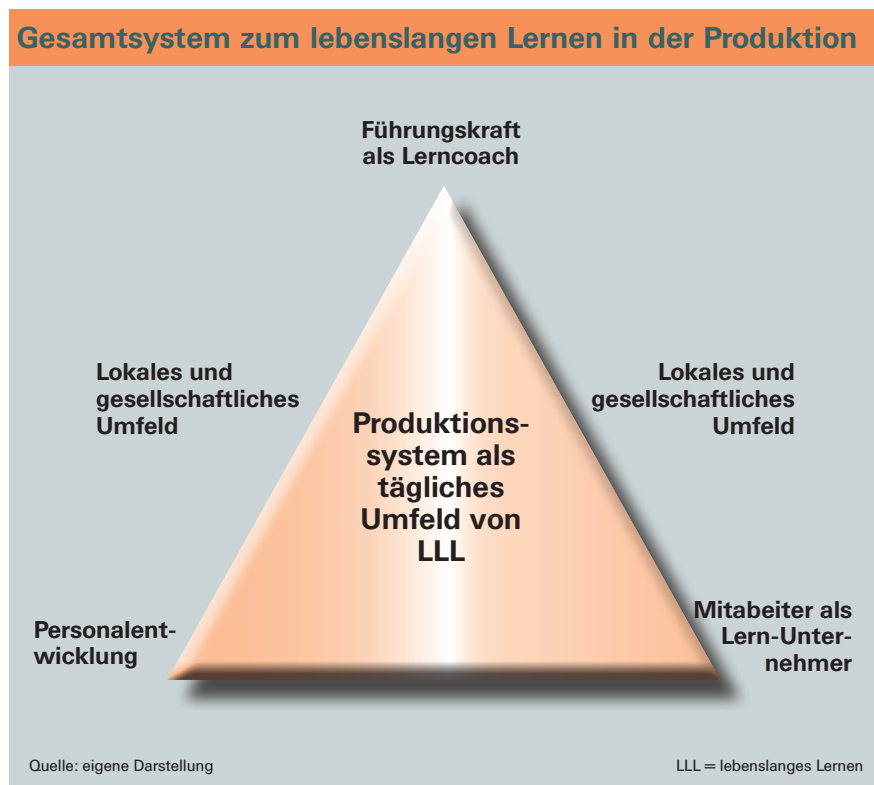 Gesamtsystem zum lebenslangen Lernen in der Produktion
Führungskraft
als Lerncoach
Lokales und
gesellschaftliches
Umfeld
Lokales und
gesellschaftliches
Umfeld
Produktions-
system als
tägliches
Umfeld von
LLL
Personalent-
wicklung
Mitabeiter als
Lern-Unter-
nehmer
Quelle: eigene Darstellung
LLL = lebenslanges Lernen